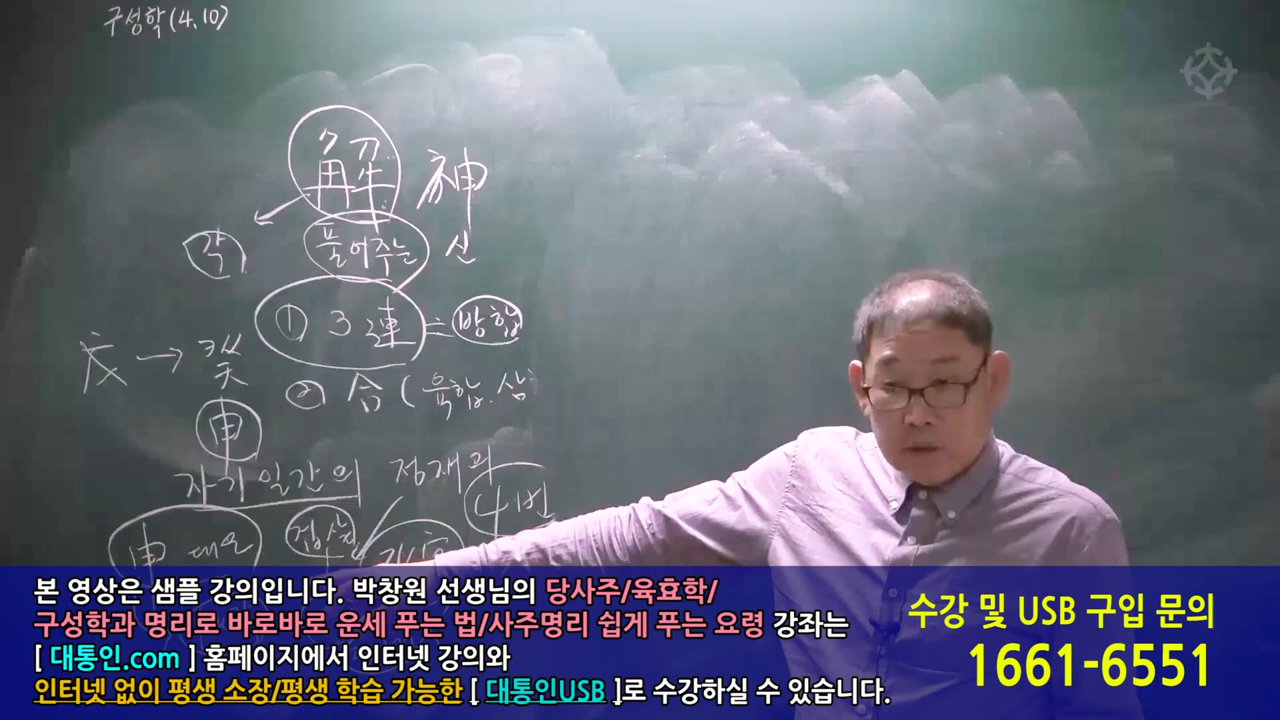 구성학(4.10)
解 神
각 풀어주는 신
① 3 連 = 방합
戊 → 癸
② 合 (육합. 삼
申
자기일간의 정재와
4번
申 대운 겁살
본 영상은 샘플 강의입니다. 박창원 선생님의 당사주/육효학/
구성학과 명리로 바로바로 운세 푸는 법/사주명리 쉽게 푸는 요령 강좌는
[ 대통인.com ] 홈페이지에서 인터넷 강의와
인터넷 없이 평생 소장/평생 학습 가능한 [ 대통인USB ]로 수강하실 수 있습니다.
수강 및 USB 구입 문의
1661-6551